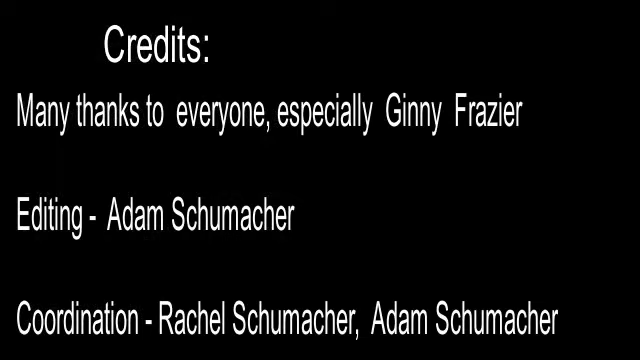 Credits:
Many thanks to everyone, especially Ginny Frazier
Editing - Adam Schumacher
Coordination - Rachel Schumacher, Adam Schumacher